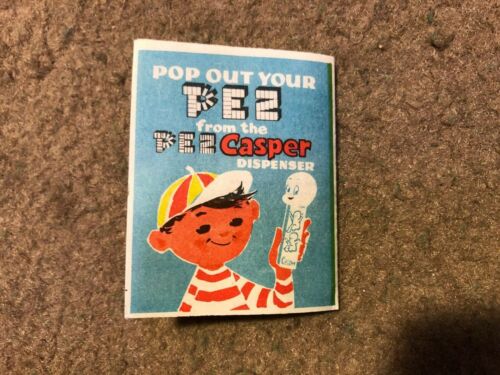 POP OUT YOUR
PEZ
from the
PEZ Casper
DISPENSER